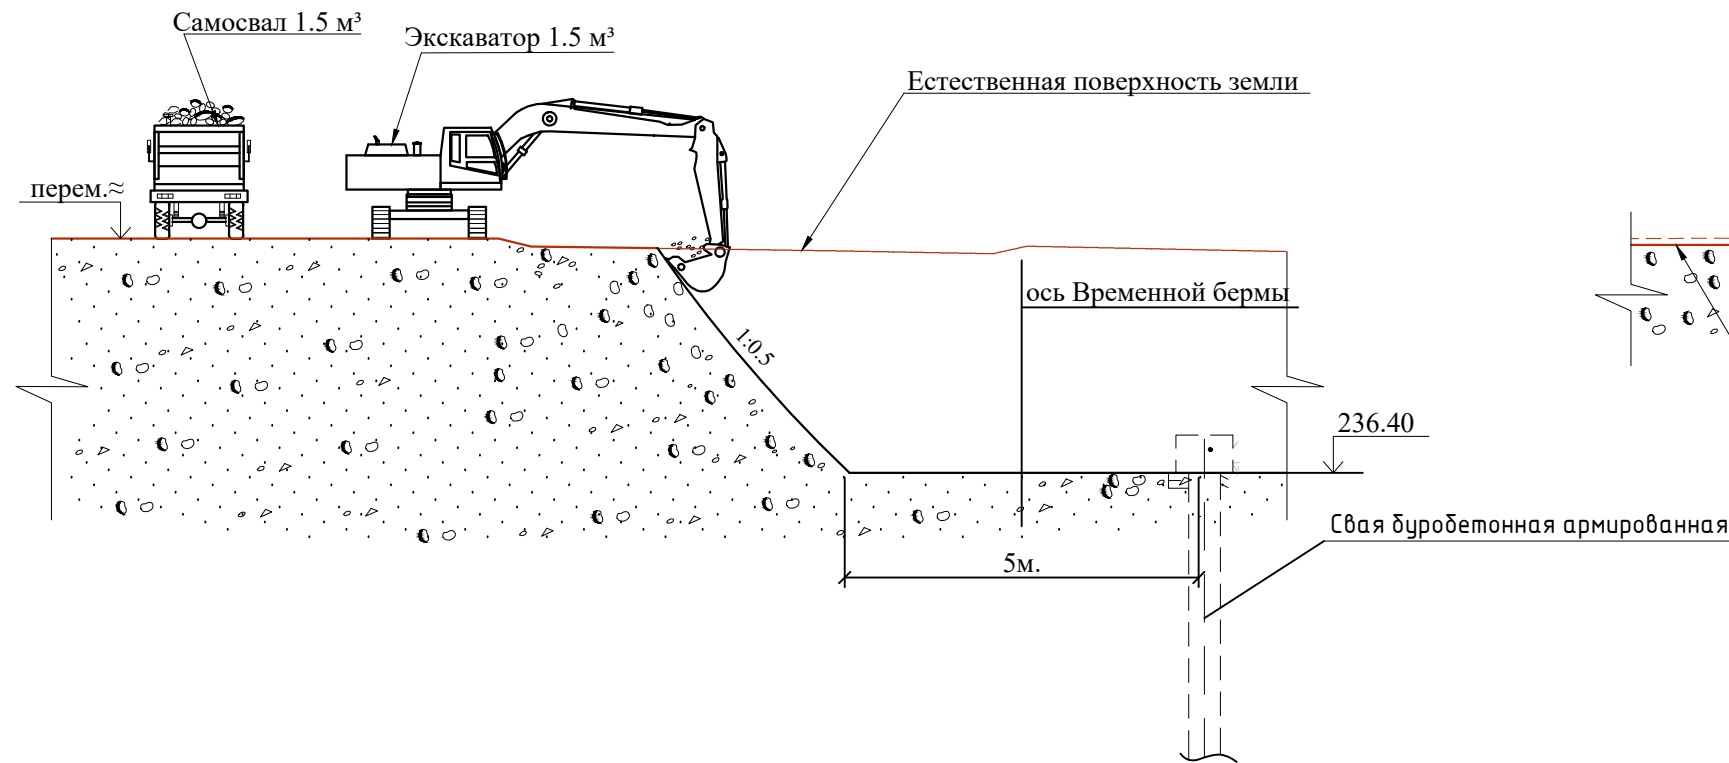 Самосвал 1.5 м³
Экскаватор 1.5 м³
Естественная поверхность земли
перем.≈
ось Временной бермы
1:0.5
236.40
Свая буробетонная армированная
5м.